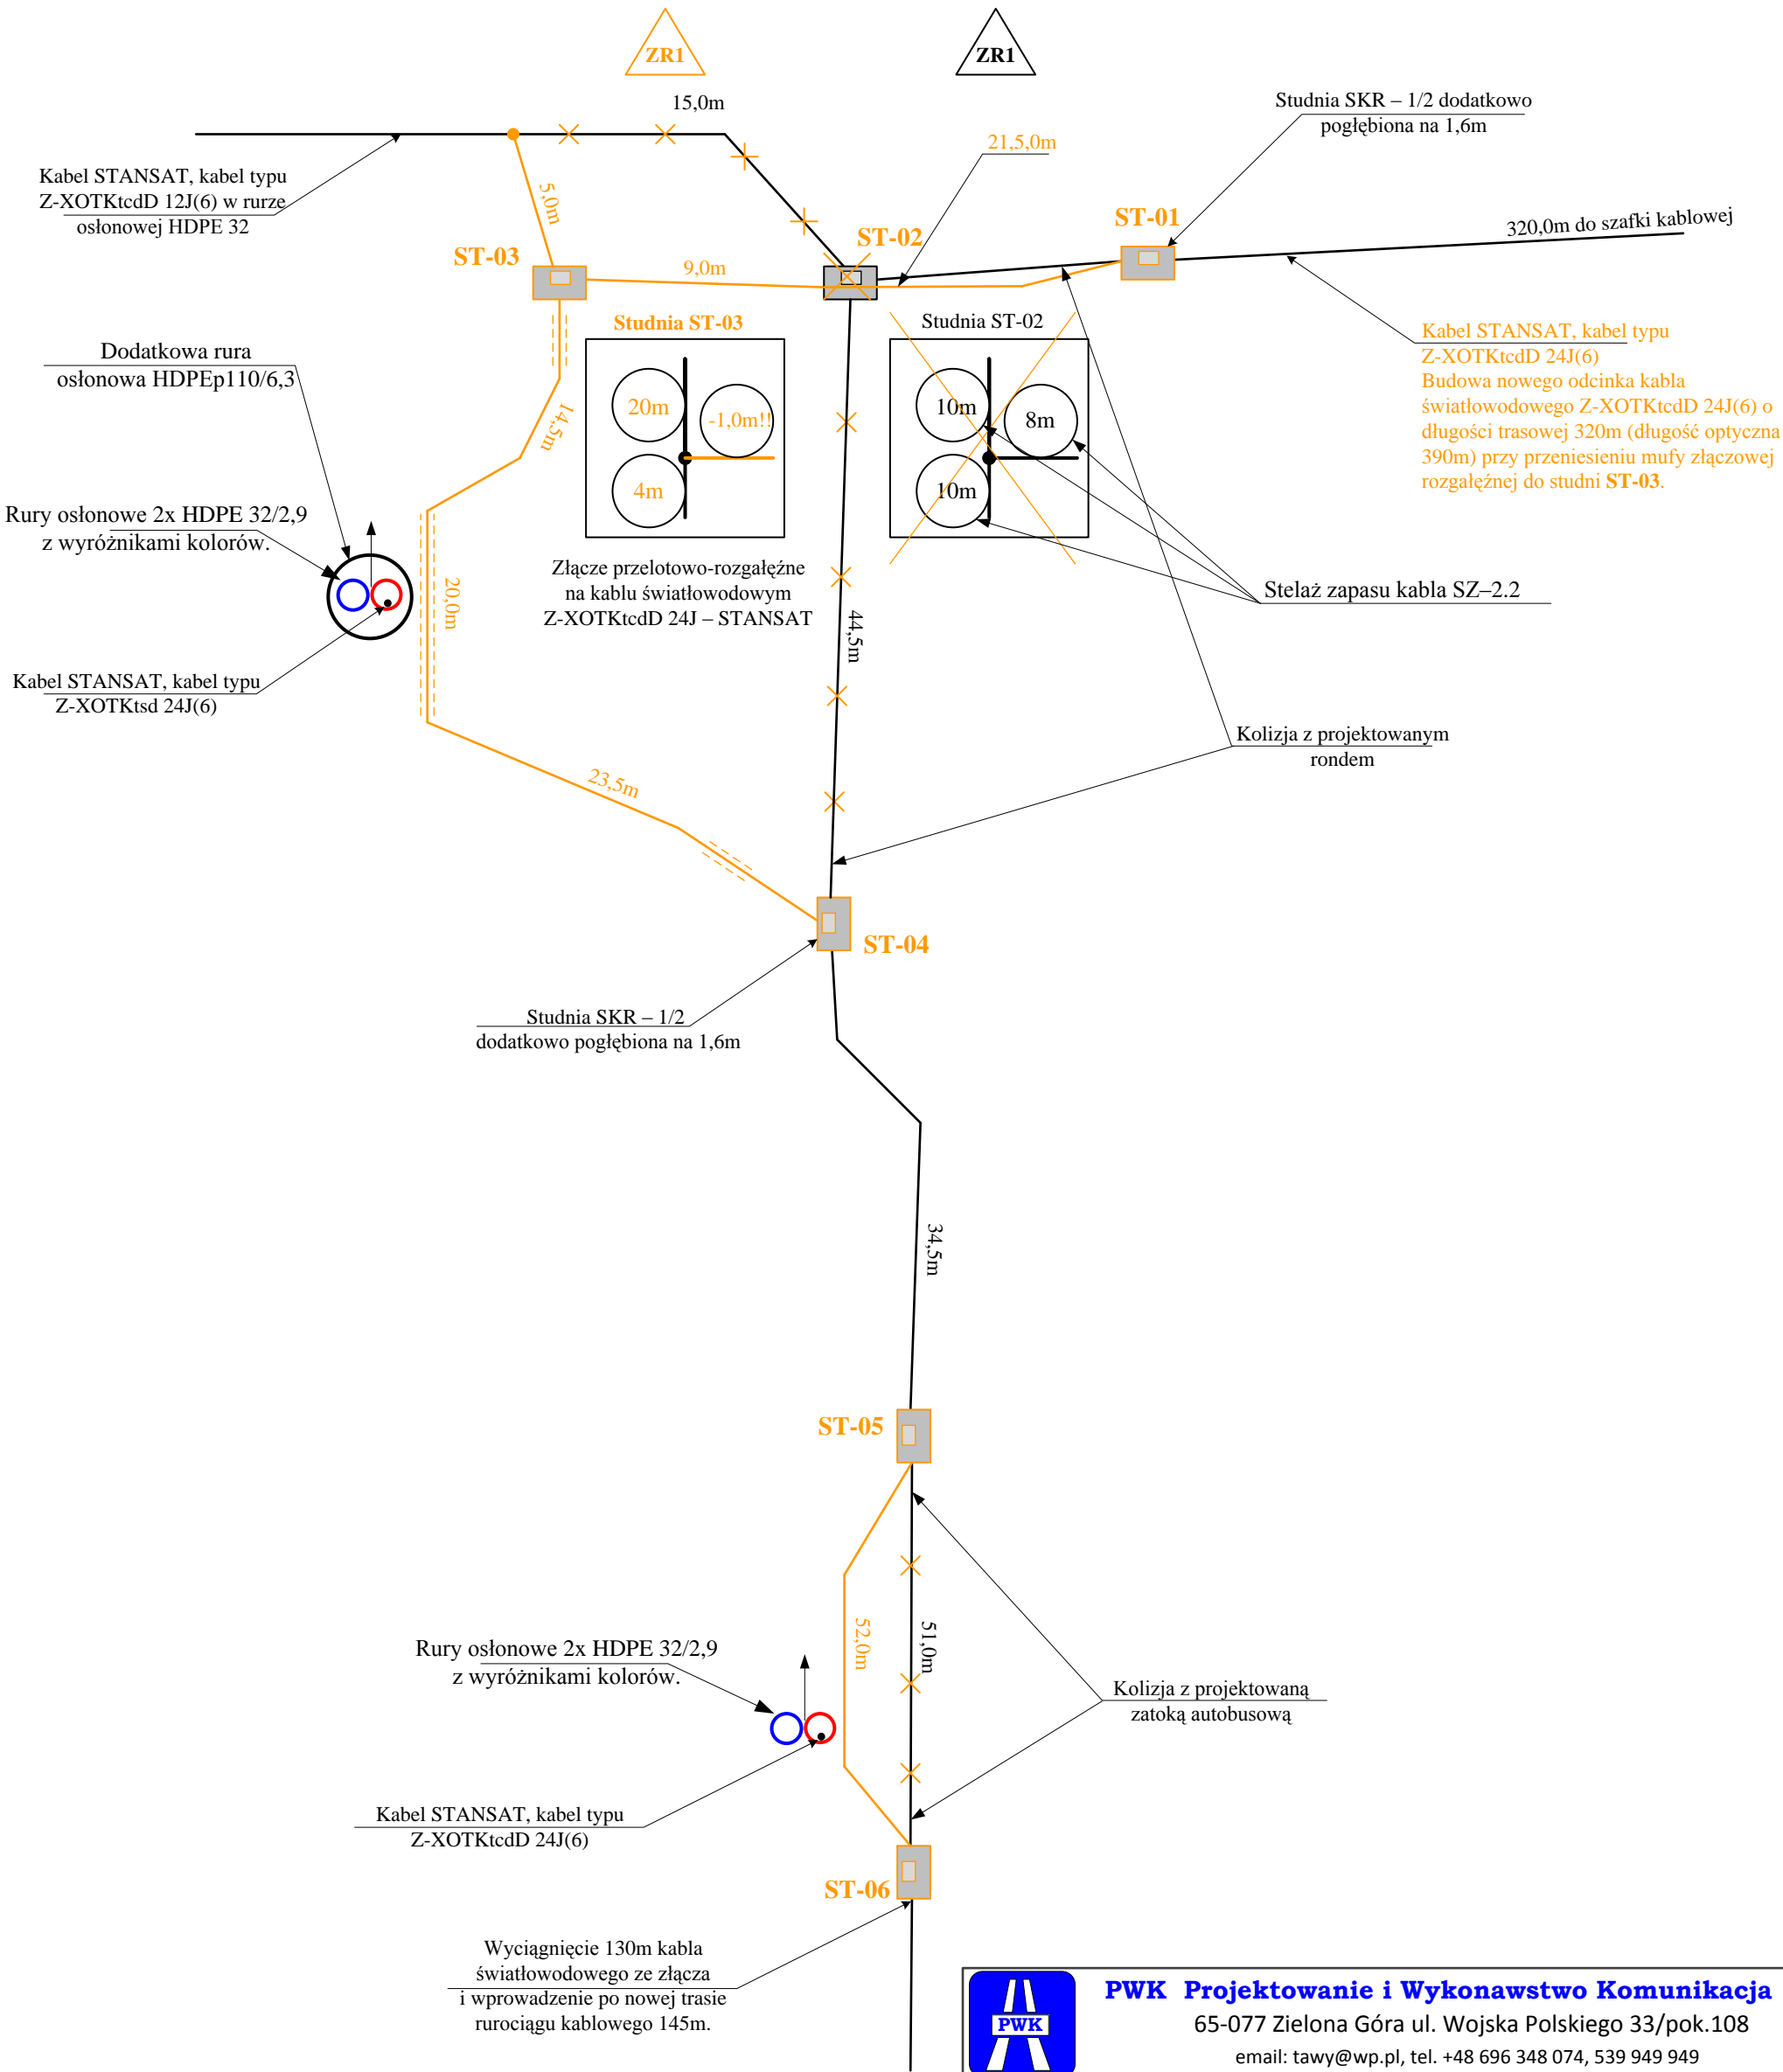 ZR1
ZR1
15,0m
Studnia SKR – 1/2 dodatkowo
pogłębiona na 1,6m
Kabel STANSAT, kabel typu
Z-XOTKtcdD 12J(6) w rurze
osłonowej HDPE 32
5,0m
21,5,0m
ST-01
320,0m do szafki kablowej
ST-02
ST-03
9,0m
Studnia ST-03
20m
-1,0m!!
4m
Studnia ST-02
10m
8m
10m
Kabel STANSAT, kabel typu
Z-XOTKtcdD 24J(6)
Budowa nowego odcinka kabla
światłowodowego Z-XOTKtcdD 24J(6) o
długości trasowej 320m (długość optyczna
390m) przy przeniesieniu mufy złączowej
rozgałęźnej do studni ST-03.
Dodatkowa rura
osłonowa HDPEp110/6,3
14,5m
Rury osłonowe 2x HDPE 32/2,9
z wyróżnikami kolorów.
20,0m
Złącze przelotowo-rozgałęźne
na kablu światłowodowym
Z-XOTKtcdD 24J – STANSAT
Stelaż zapasu kabla SZ–2.2
44,5m
Kabel STANSAT, kabel typu
Z-XOTKtsd 24J(6)
Kolizja z projektowanym
rondem
23,5m
ST-04
Studnia SKR – 1/2
dodatkowo pogłębiona na 1,6m
34,5m
ST-05
52,0m
51,0m
Rury osłonowe 2x HDPE 32/2,9
z wyróżnikami kolorów.
Kolizja z projektowaną
zatoką autobusową
Kabel STANSAT, kabel typu
Z-XOTKtcdD 24J(6)
ST-06
Wyciągnięcie 130m kabla
światłowodowego ze złącza
i wprowadzenie po nowej trasie
rurociągu kablowego 145m.
PWK
PWK Projektowanie i Wykonawstwo Komunikacja
65-077 Zielona Góra ul. Wojska Polskiego 33/pok.108
email: tawy@wp.pl, tel. +48 696 348 074, 539 949 949